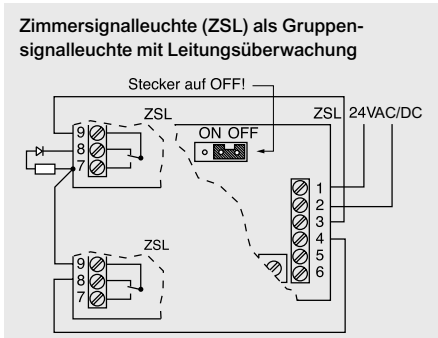 Zimmersignalleuchte (ZSL) als Gruppen-
signalleuchte mit Leitungsüberwachung
Stecker auf OFF!
ZSL
ZSL 24VAC/DC
ON OFF
9
8
7
1
2
3
4
5
6
ZSL
9
8
7